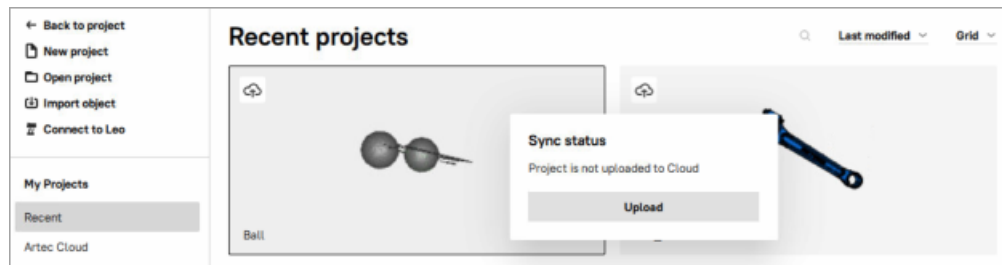 Back to project
New project
Open project
Import object
Connect to Leo
My Projects
Recent
Artec Cloud
Recent projects
Last modified
Grid
Sync status
Project is not uploaded to Cloud
Upload
Ball